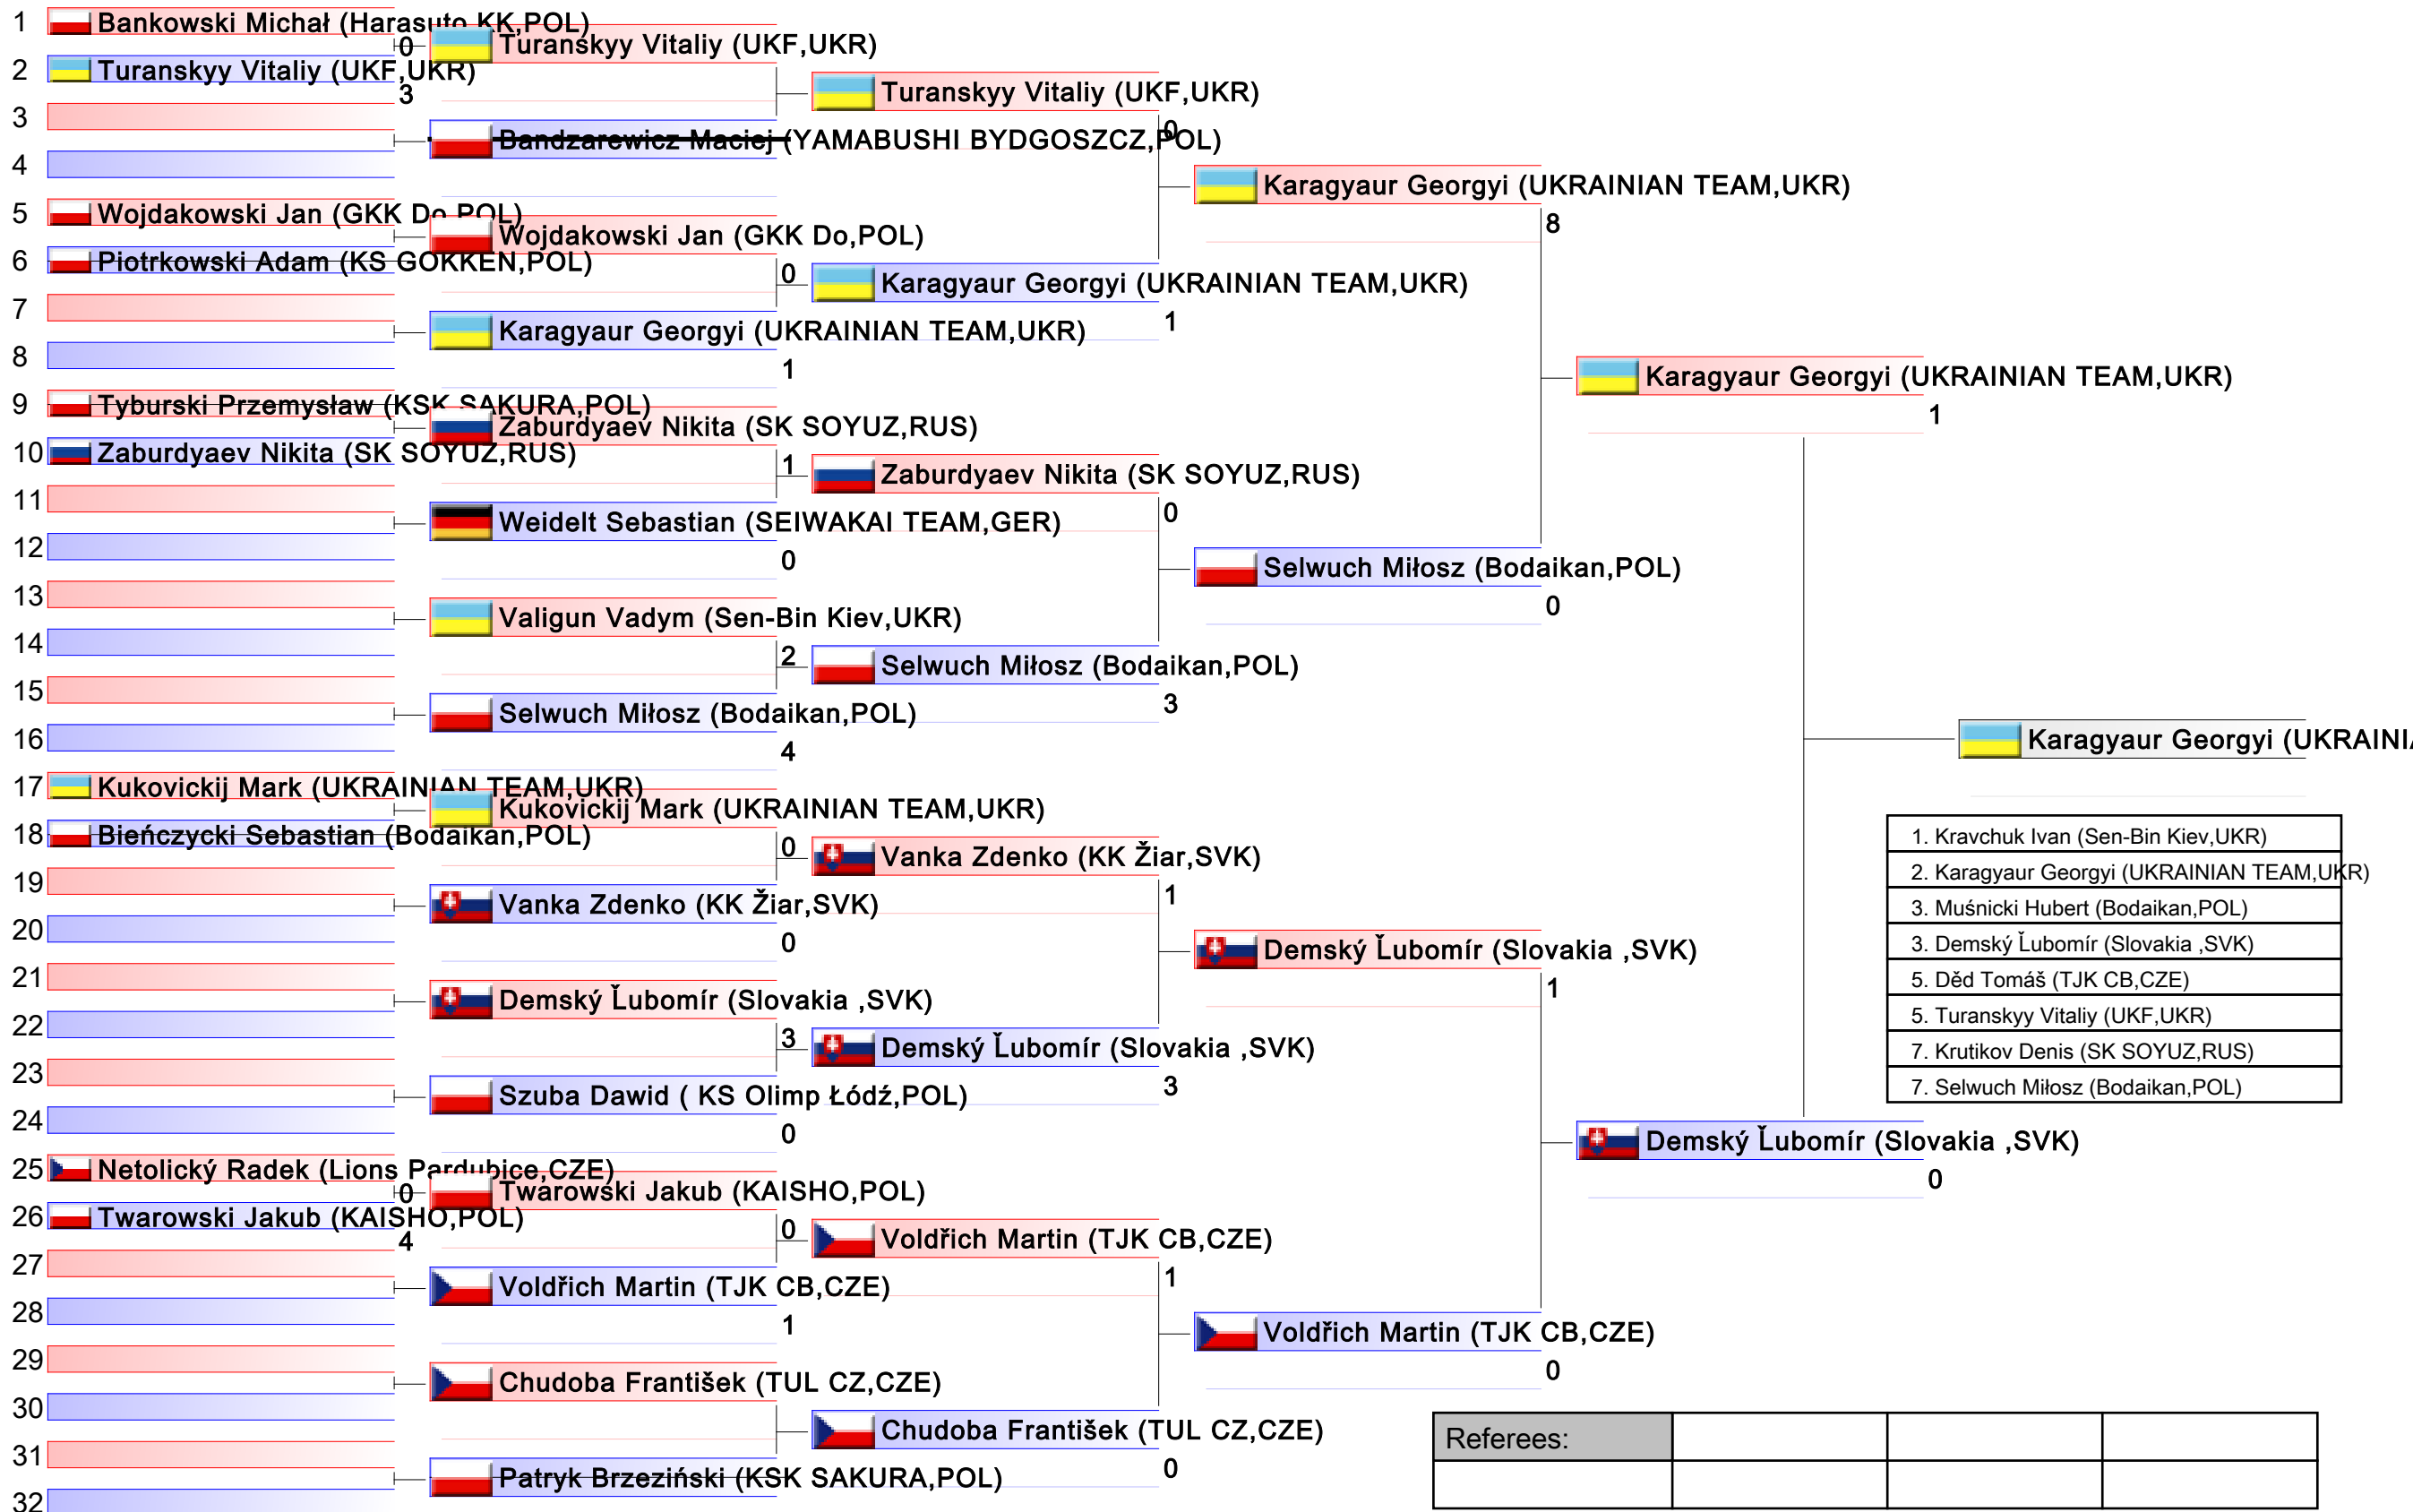 1 Bankowski Michał (Harasuto KK,POL)
0
2 Turanskyy Vitaliy (UKF,UKR)
3
3
4
5 Wojdakowski Jan (GKK Do,POL)
6 Piotrkowski Adam (KS GOKKEN,POL)
7
8
9 Tyburski Przemysław (KSK SAKURA,POL)
10 Zaburdyaev Nikita (SK SOYUZ,RUS)
11
12
13
14
15
16
17 Kukovickij Mark (UKRAINIAN TEAM,UKR)
18 Bieńczycki Sebastian (Bodaikan,POL)
19
20
21
22
23
24
25 Netolický Radek (Lions Pardubice,CZE)
0
26 Twarowski Jakub (KAISHO,POL)
4
27
28
29
30
31
32
Turanskyy Vitaliy (UKF,UKR)
Bandzarewicz Maciej (YAMABUSHI BYDGOSZCZ,POL)
Wojdakowski Jan (GKK Do,POL)
0
Karagyaur Georgyi (UKRAINIAN TEAM,UKR)
1
Zaburdyaev Nikita (SK SOYUZ,RUS)
1
Weidelt Sebastian (SEIWAKAI TEAM,GER)
0
Valigun Vadym (Sen-Bin Kiev,UKR)
2
Selwuch Miłosz (Bodaikan,POL)
4
Kukovickij Mark (UKRAINIAN TEAM,UKR)
0
Vanka Zdenko (KK Žiar,SVK)
0
Demský Ľubomír (Slovakia ,SVK)
3
Szuba Dawid ( KS Olimp Łódź,POL)
0
Twarowski Jakub (KAISHO,POL)
0
Voldřich Martin (TJK CB,CZE)
1
Chudoba František (TUL CZ,CZE)
Patryk Brzeziński (KSK SAKURA,POL)
Turanskyy Vitaliy (UKF,UKR)
0
Karagyaur Georgyi (UKRAINIAN TEAM,UKR)
1
Zaburdyaev Nikita (SK SOYUZ,RUS)
0
Selwuch Miłosz (Bodaikan,POL)
3
Vanka Zdenko (KK Žiar,SVK)
1
Demský Ľubomír (Slovakia ,SVK)
3
Voldřich Martin (TJK CB,CZE)
1
Chudoba František (TUL CZ,CZE)
0
Karagyaur Georgyi (UKRAINIAN TEAM,UKR)
8
Selwuch Miłosz (Bodaikan,POL)
0
Demský Ľubomír (Slovakia ,SVK)
1
Voldřich Martin (TJK CB,CZE)
0
Karagyaur Georgyi (UKRAINIAN TEAM,UKR)
1
Demský Ľubomír (Slovakia ,SVK)
0
Karagyaur Georgyi (UKRAINI
1. Kravchuk Ivan (Sen-Bin Kiev,UKR)
2. Karagyaur Georgyi (UKRAINIAN TEAM,UKR)
3. Muśnicki Hubert (Bodaikan,POL)
3. Demský Ľubomír (Slovakia ,SVK)
5. Děd Tomáš (TJK CB,CZE)
5. Turanskyy Vitaliy (UKF,UKR)
7. Krutikov Denis (SK SOYUZ,RUS)
7. Selwuch Miłosz (Bodaikan,POL)
Referees: